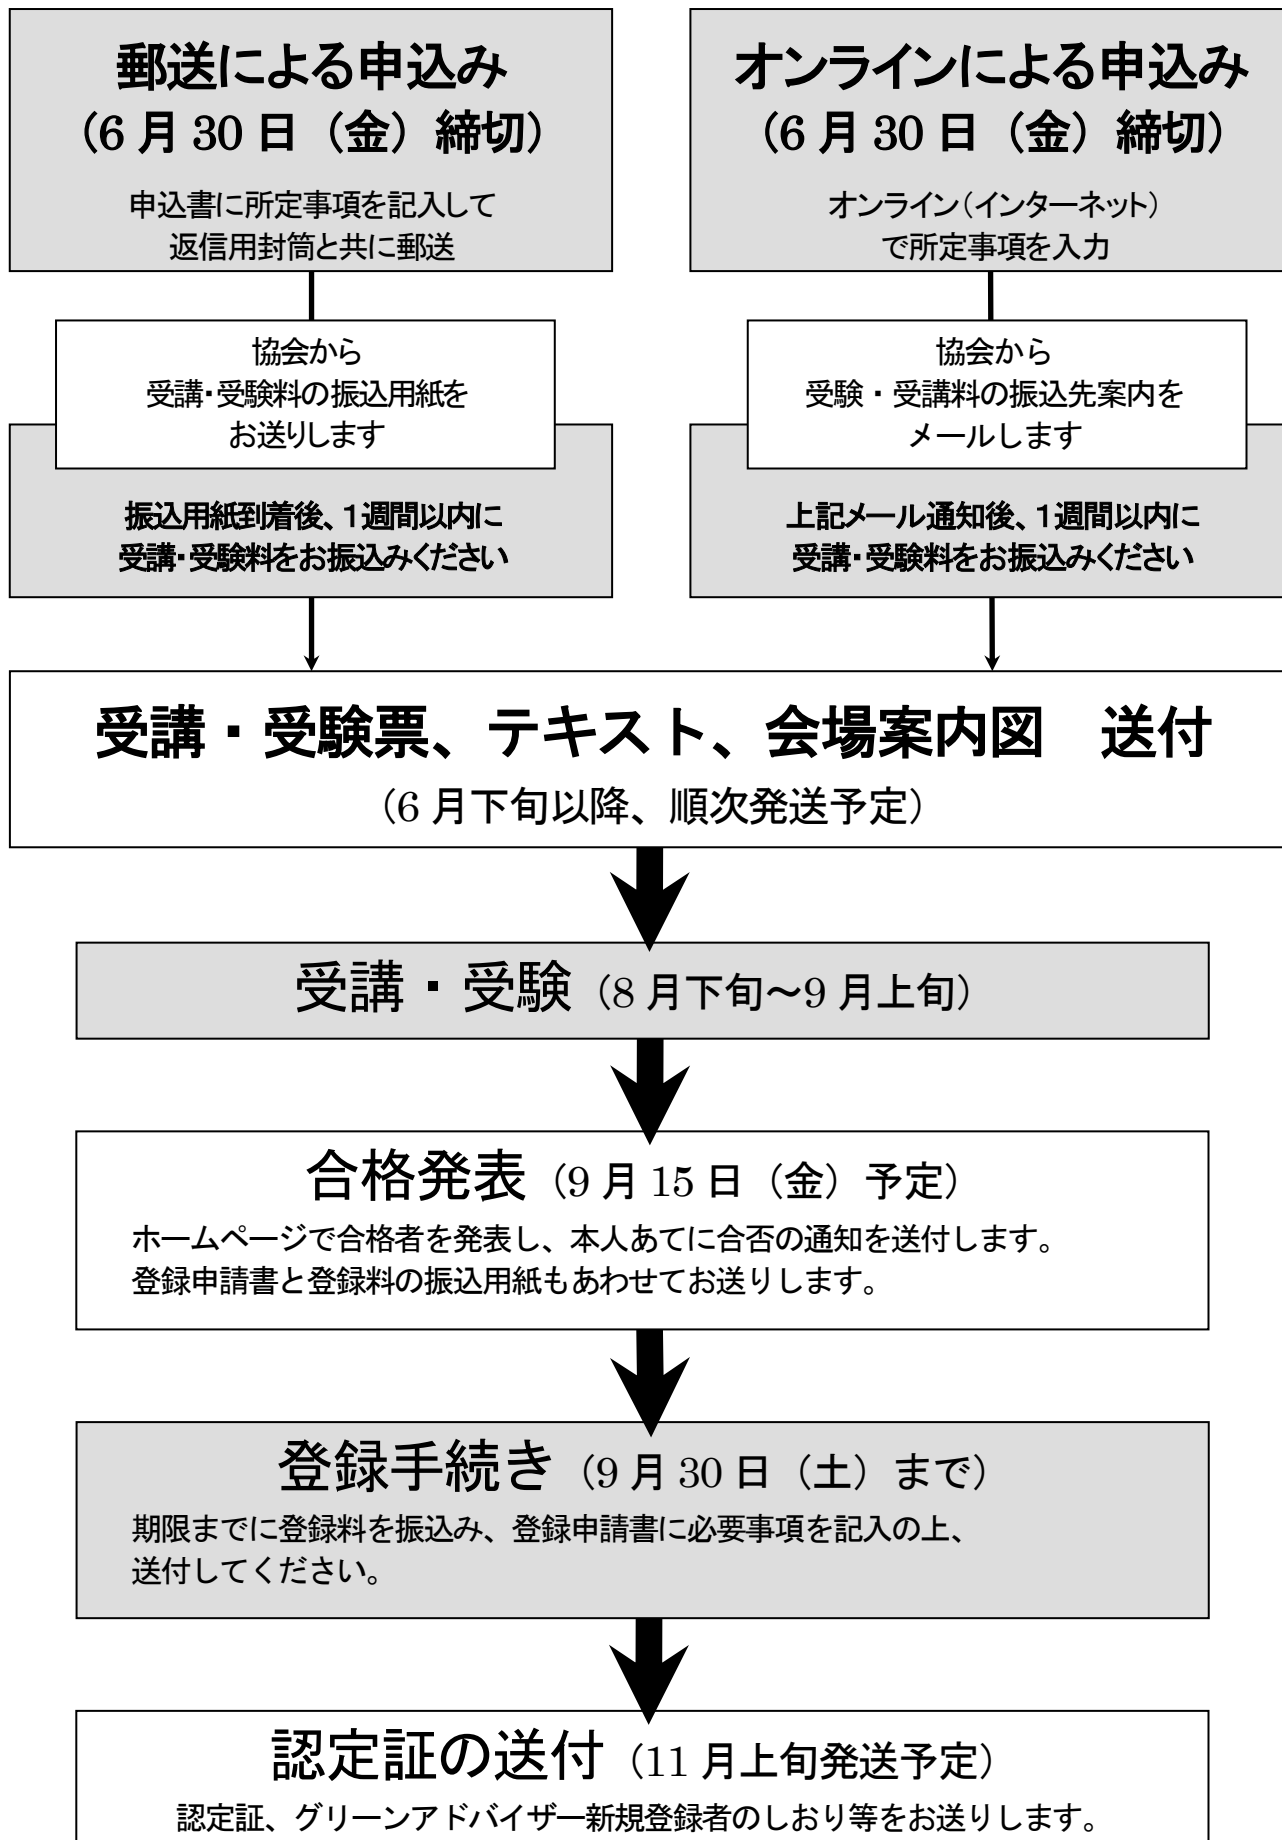 郵送による申込み
（6 月 30 日（金）締切）
申込書に所定事項を記入して
返信用封筒と共に郵送
協会から
受講・受験料の振込用紙を
お送りします
振込用紙到着後、１週間以内に
受講・受験料をお振込みください
オンラインによる申込み
（6 月 30 日（金）締切）
オンライン（インターネット）
で所定事項を入力
協会から
受験・受講料の振込先案内を
メールします
上記メール通知後、１週間以内に
受講・受験料をお振込みください
受講・受験票、テキスト、会場案内図　送付
（6 月下旬以降、順次発送予定）
受講・受験（8 月下旬～9 月上旬）
合格発表（9 月 15 日（金）予定）
ホームページで合格者を発表し、本人あてに合否の通知を送付します。
登録申請書と登録料の振込用紙もあわせてお送りします。
登録手続き（9 月 30 日（土）まで）
期限までに登録料を振込み、登録申請書に必要事項を記入の上、
送付してください。
認定証の送付（11 月上旬発送予定）
認定証、グリーンアドバイザー新規登録者のしおり等をお送りします。